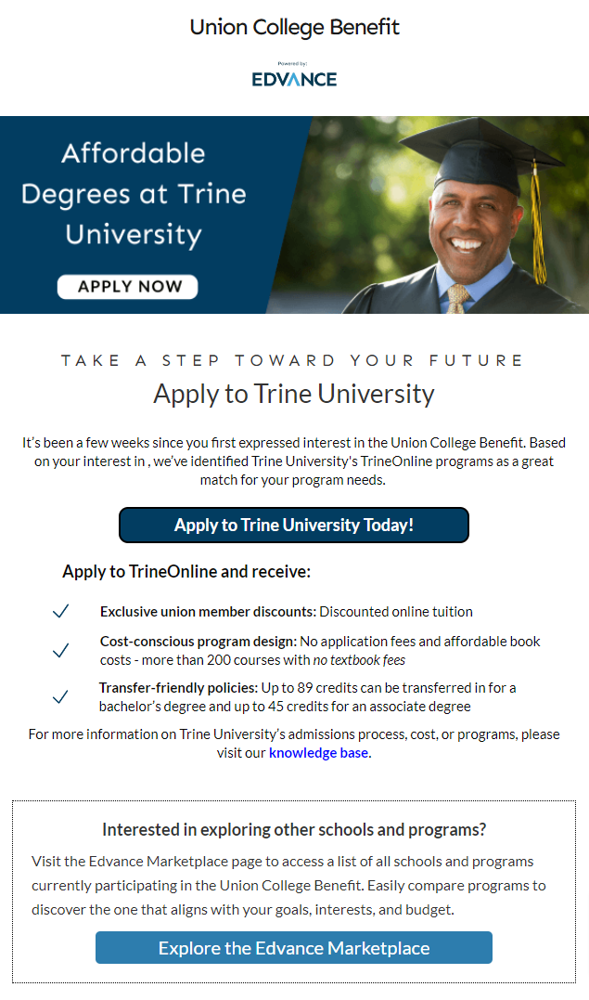 Union College Benefit
Powered by:
EDVANCE
Affordable
Degrees at Trine
University
APPLY NOW
TAKE A STEP TOWARD YOUR FUTURE
Apply to Trine University
It’s been a few weeks since you first expressed interest in the Union College Benefit. Based
on your interest in , we’ve identified Trine University's TrineOnline programs as a great
match for your program needs.
Apply to Trine University Today!
Apply to TrineOnline and receive:
Exclusive union member discounts: Discounted online tuition
Cost-conscious program design: No application fees and affordable book
costs - more than 200 courses with no textbook fees
Transfer-friendly policies: Up to 89 credits can be transferred in for a
bachelor’s degree and up to 45 credits for an associate degree
For more information on Trine University’s admissions process, cost, or programs, please
visit our knowledge base.
Interested in exploring other schools and programs?
Visit the Edvance Marketplace page to access a list of all schools and programs
currently participating in the Union College Benefit. Easily compare programs to
discover the one that aligns with your goals, interests, and budget.
Explore the Edvance Marketplace